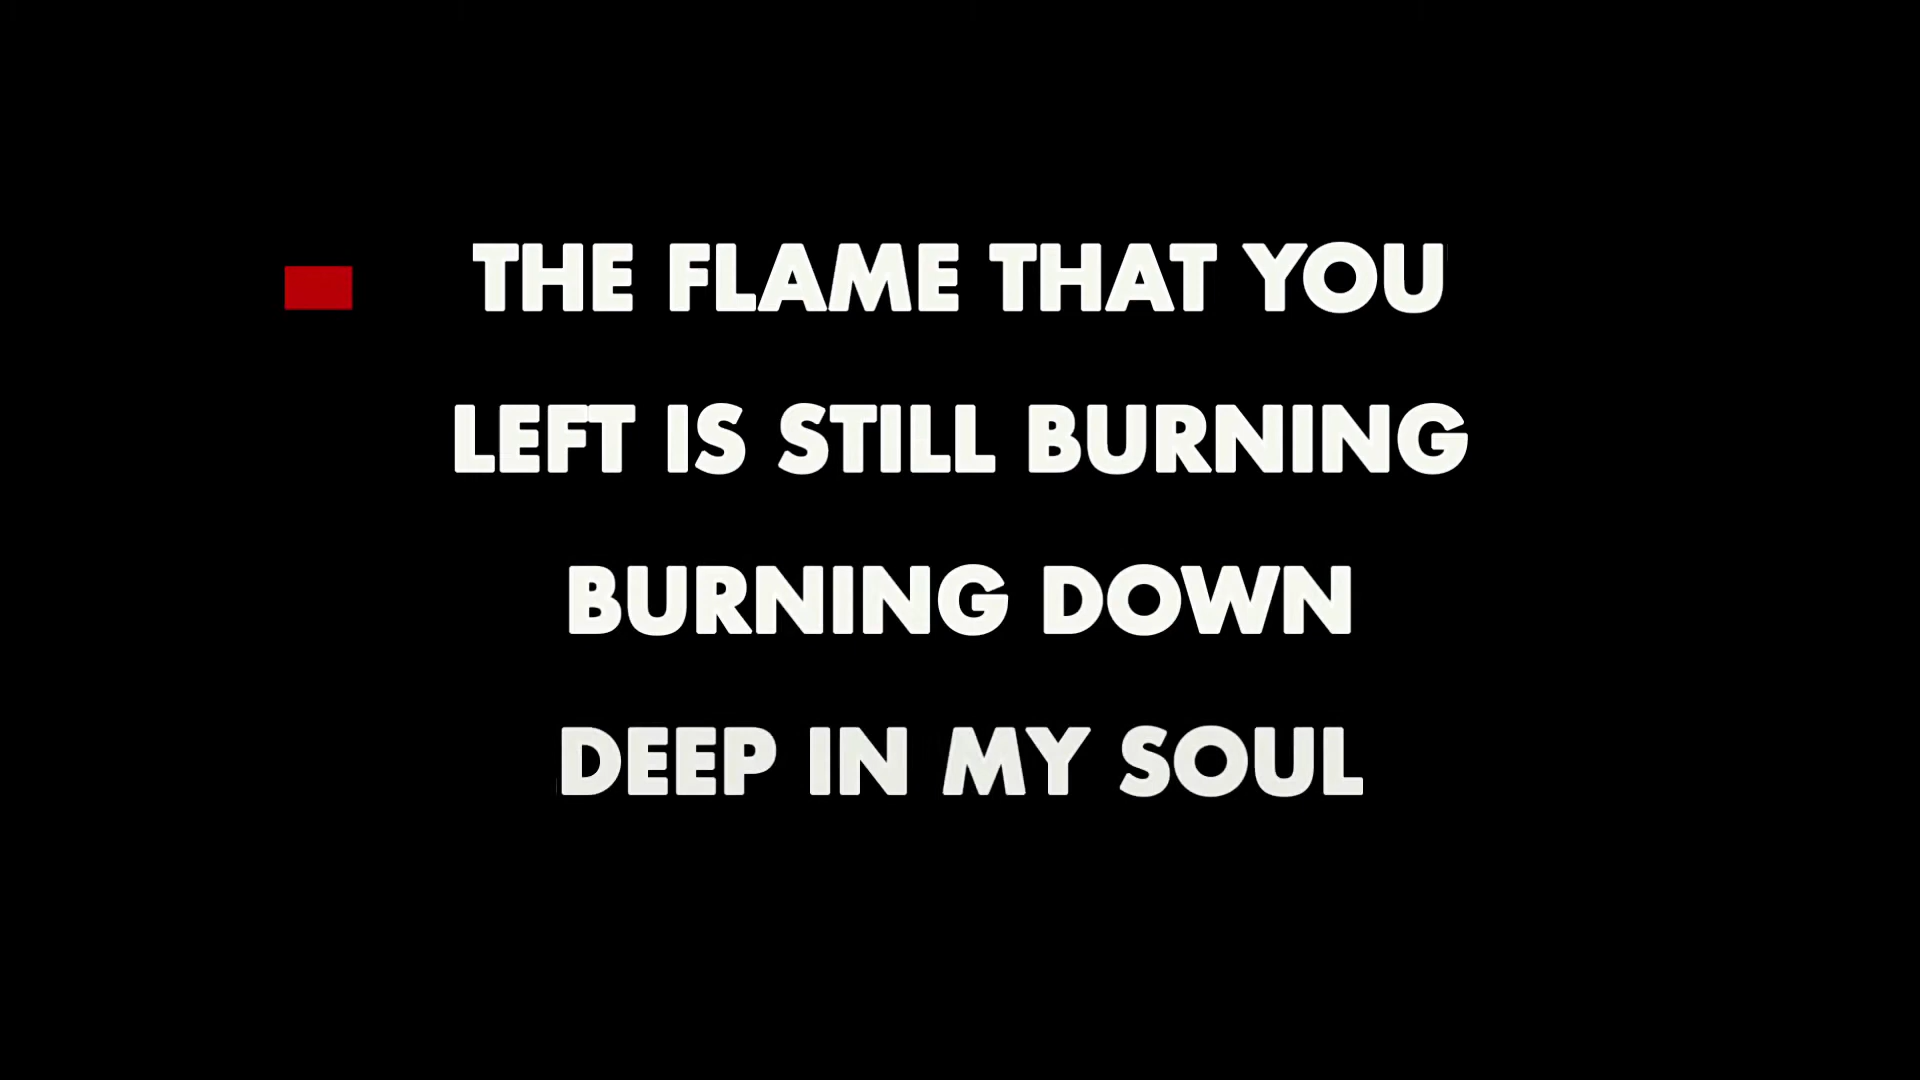 THE FLAME THAT YOU
LEFT IS STILL BURNING
BURNING DOWN
DEEP IN MY SOUL